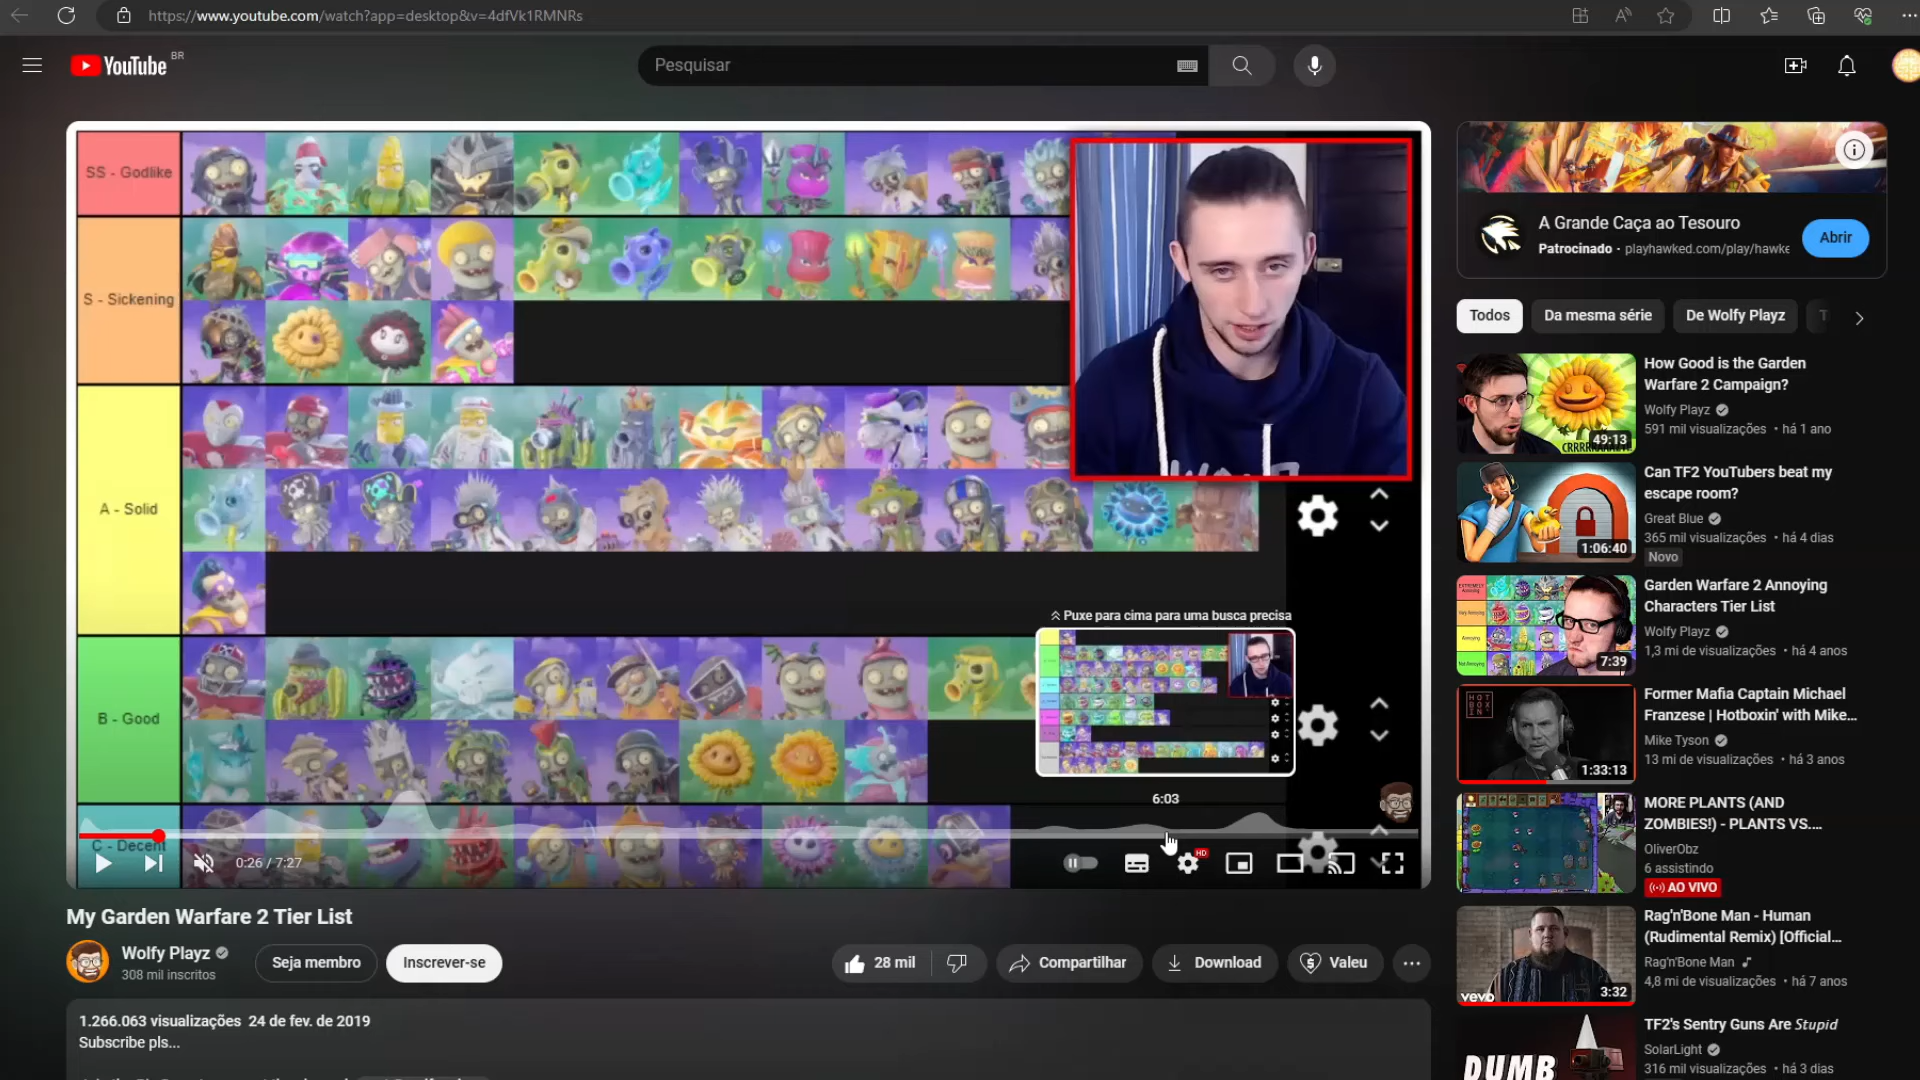 https://www.youtube.com/watch?app=desktop&v=4dfVk1RMNRs
YouTube BR
Pesquisar
SS - Godlike
S - Sickening
A - Solid
B - Good
C - Decent
Puxe para cima para uma busca precisa
6:03
0:26 / 7:27
HD
My Garden Warfare 2 Tier List
Wolfy Playz
308 mil inscritos
Seja membro
Inscrever-se
28 mil
Compartilhar
Download
Valeu
1.266.063 visualizações 24 de fev. de 2019
Subscribe pls...
A Grande Caça ao Tesouro
Patrocinado · playhawked.com/play/hawke
Abrir
Todos
Da mesma série
De Wolfy Playz
How Good is the Garden
Warfare 2 Campaign?
Wolfy Playz
591 mil visualizações • há 1 ano
49:13
Can TF2 YouTubers beat my
escape room?
Great Blue
365 mil visualizações • há 4 dias
Novo
1:06:40
Garden Warfare 2 Annoying
Characters Tier List
Wolfy Playz
1,3 mi de visualizações • há 4 anos
7:39
Former Mafia Captain Michael
Franzese | Hotboxin' with Mike...
Mike Tyson
13 mi de visualizações • há 3 anos
HOT
BOX
IN'
1:33:13
MORE PLANTS (AND
ZOMBIES!) - PLANTS VS....
OliverObz
6 assistindo
AO VIVO
Rag'n'Bone Man - Human
(Rudimental Remix) [Official...
Rag'n'Bone Man
4,8 mi de visualizações • há 7 anos
vevo
3:32
TF2's Sentry Guns Are Stupid
SolarLight
316 mil visualizações • há 3 dias
DUMB